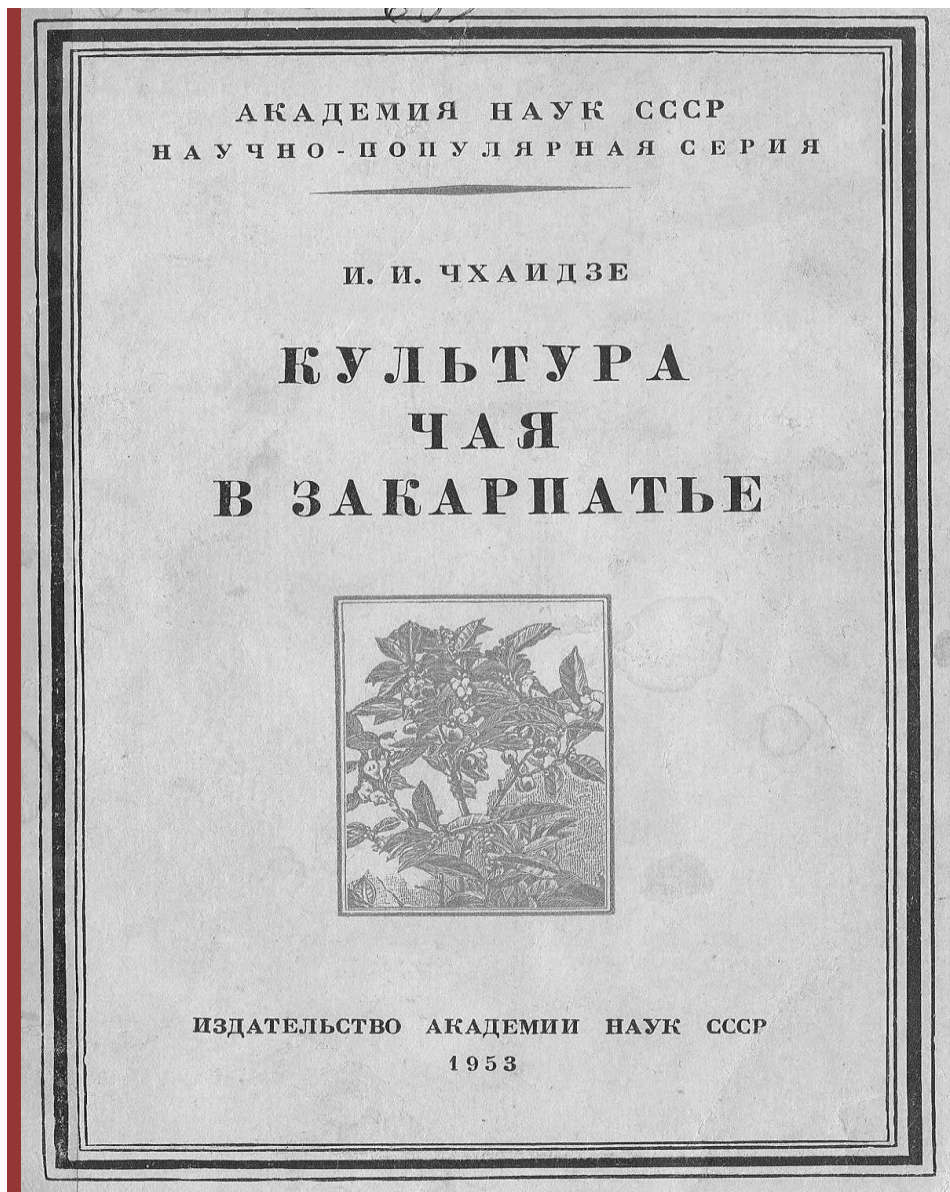 АКАДЕМИЯ НАУК СССР
НАУЧНО-ПОПУЛЯРНАЯ СЕРИЯ
И. И. ЧХАИДЗЕ
КУЛЬТУРА
ЧАЯ
В ЗАКАРПАТЬЕ
ИЗДАТЕЛЬСТВО АКАДЕМИИ НАУК СССР
1953